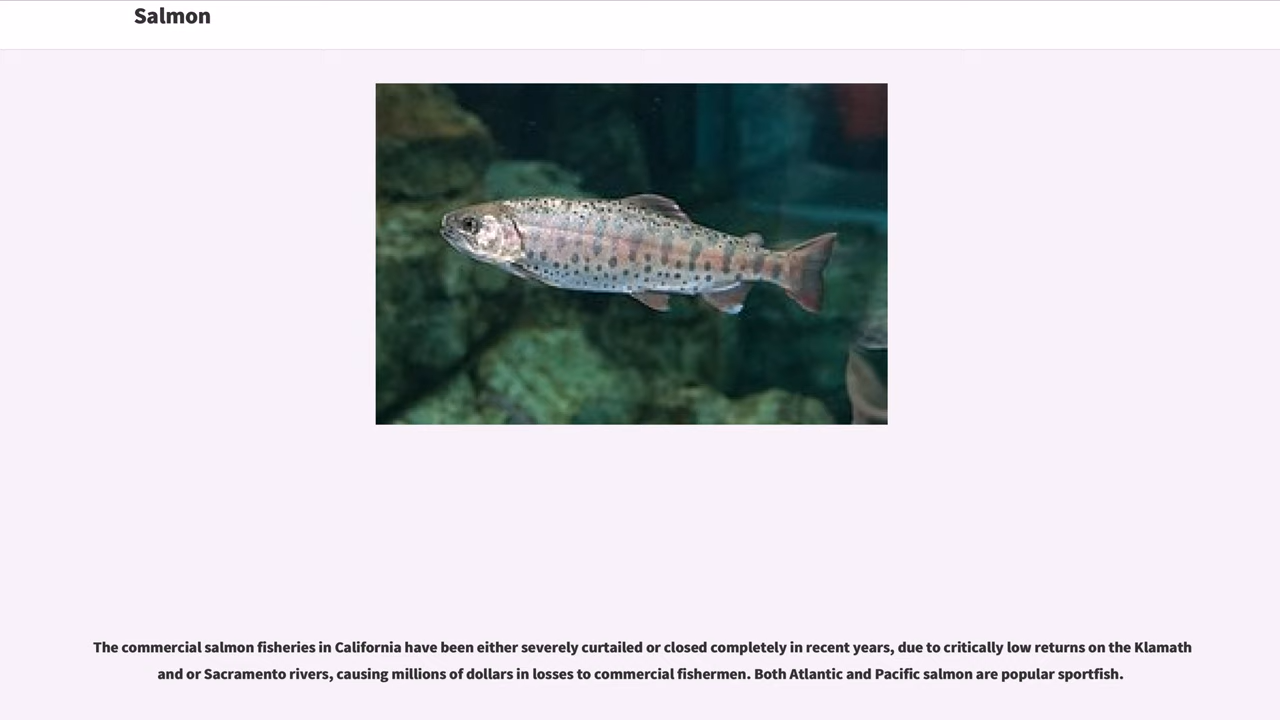 Salmon
The commercial salmon fisheries in California have been either severely curtailed or closed completely in recent years, due to critically low returns on the Klamath
and or Sacramento rivers, causing millions of dollars in losses to commercial fishermen. Both Atlantic and Pacific salmon are popular sportfish.